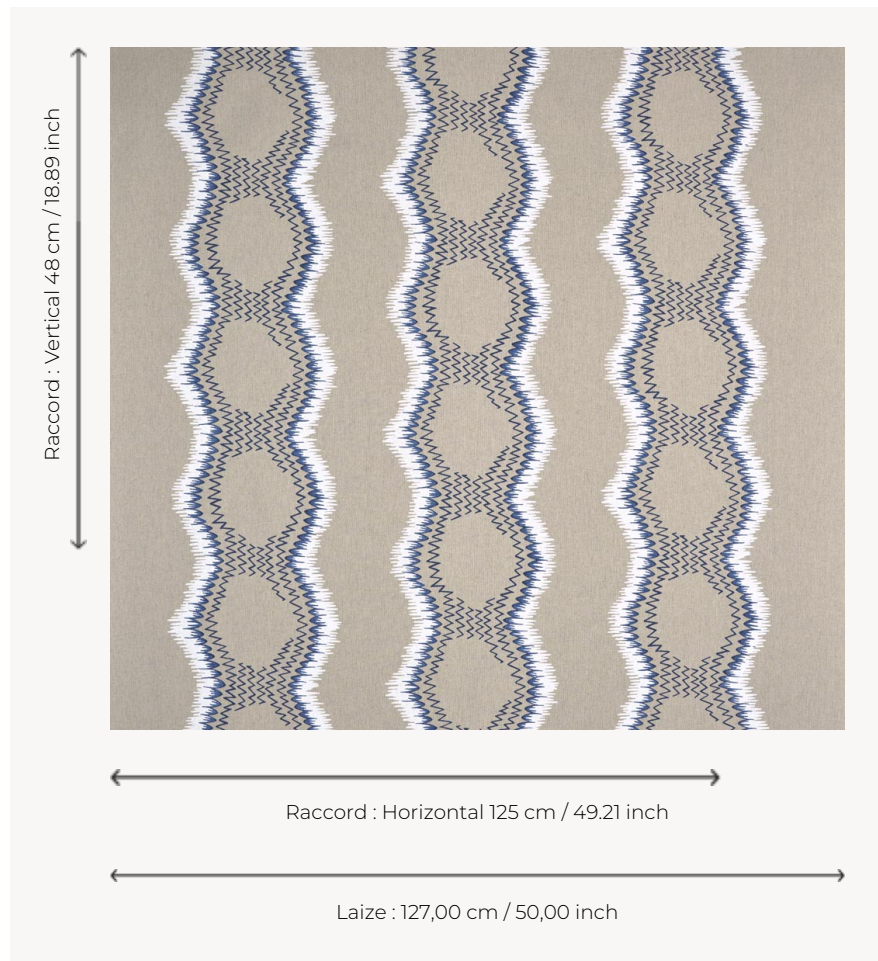 Raccord : Vertical 48 cm / 18.89 inch
Raccord : Horizontal 125 cm / 49.21 inch
Laize : 127,00 cm / 50,00 inch